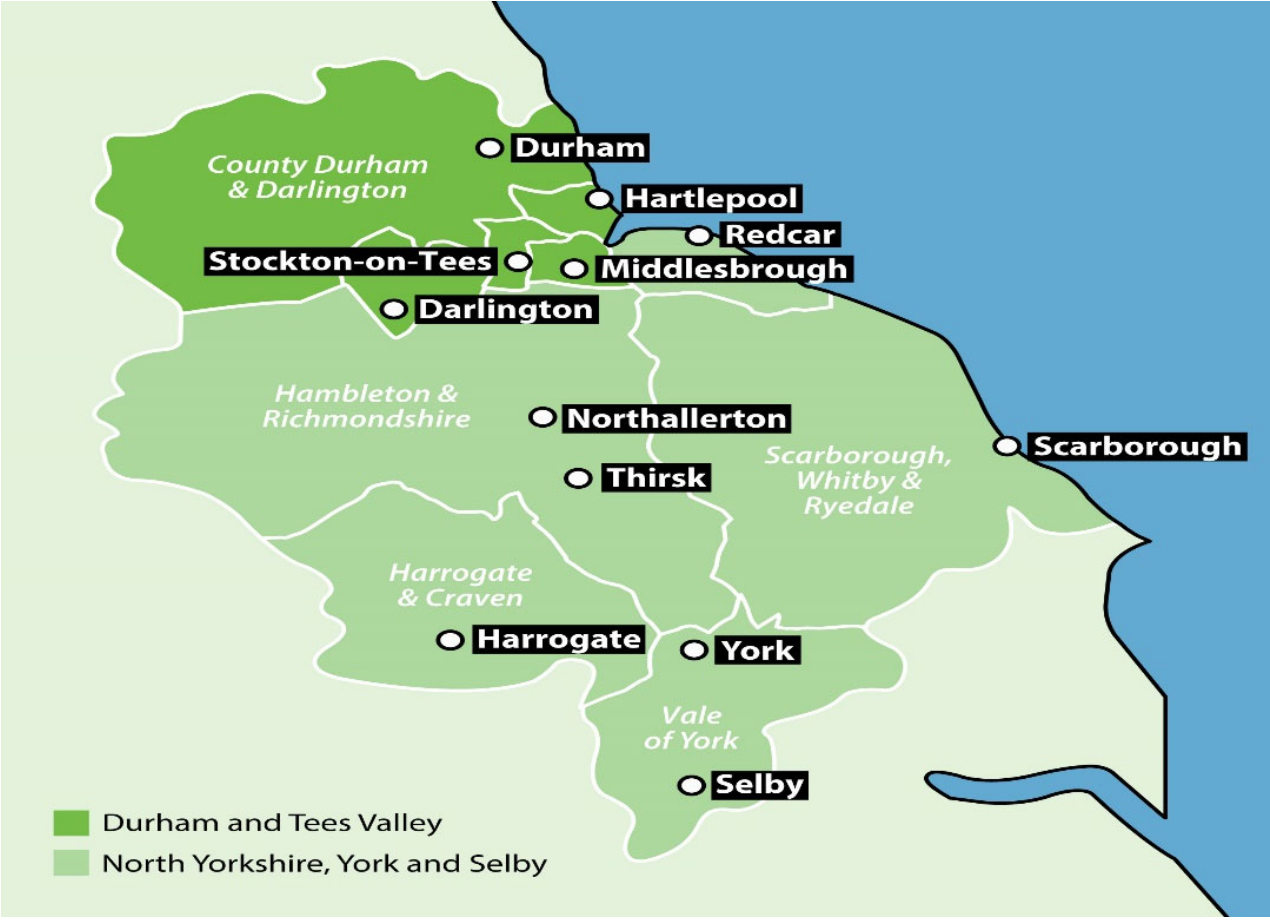 Durham
County Durham
& Darlington
Hartlepool
Redcar
Stockton-on-Tees
Middlesbrough
Darlington
Hambleton &
Richmondshire
Northallerton
Scarborough
Scarborough,
Whitby &
Ryedale
Thirsk
Harrogate
& Craven
Harrogate
York
Vale
of York
Selby
Durham and Tees Valley
North Yorkshire, York and Selby